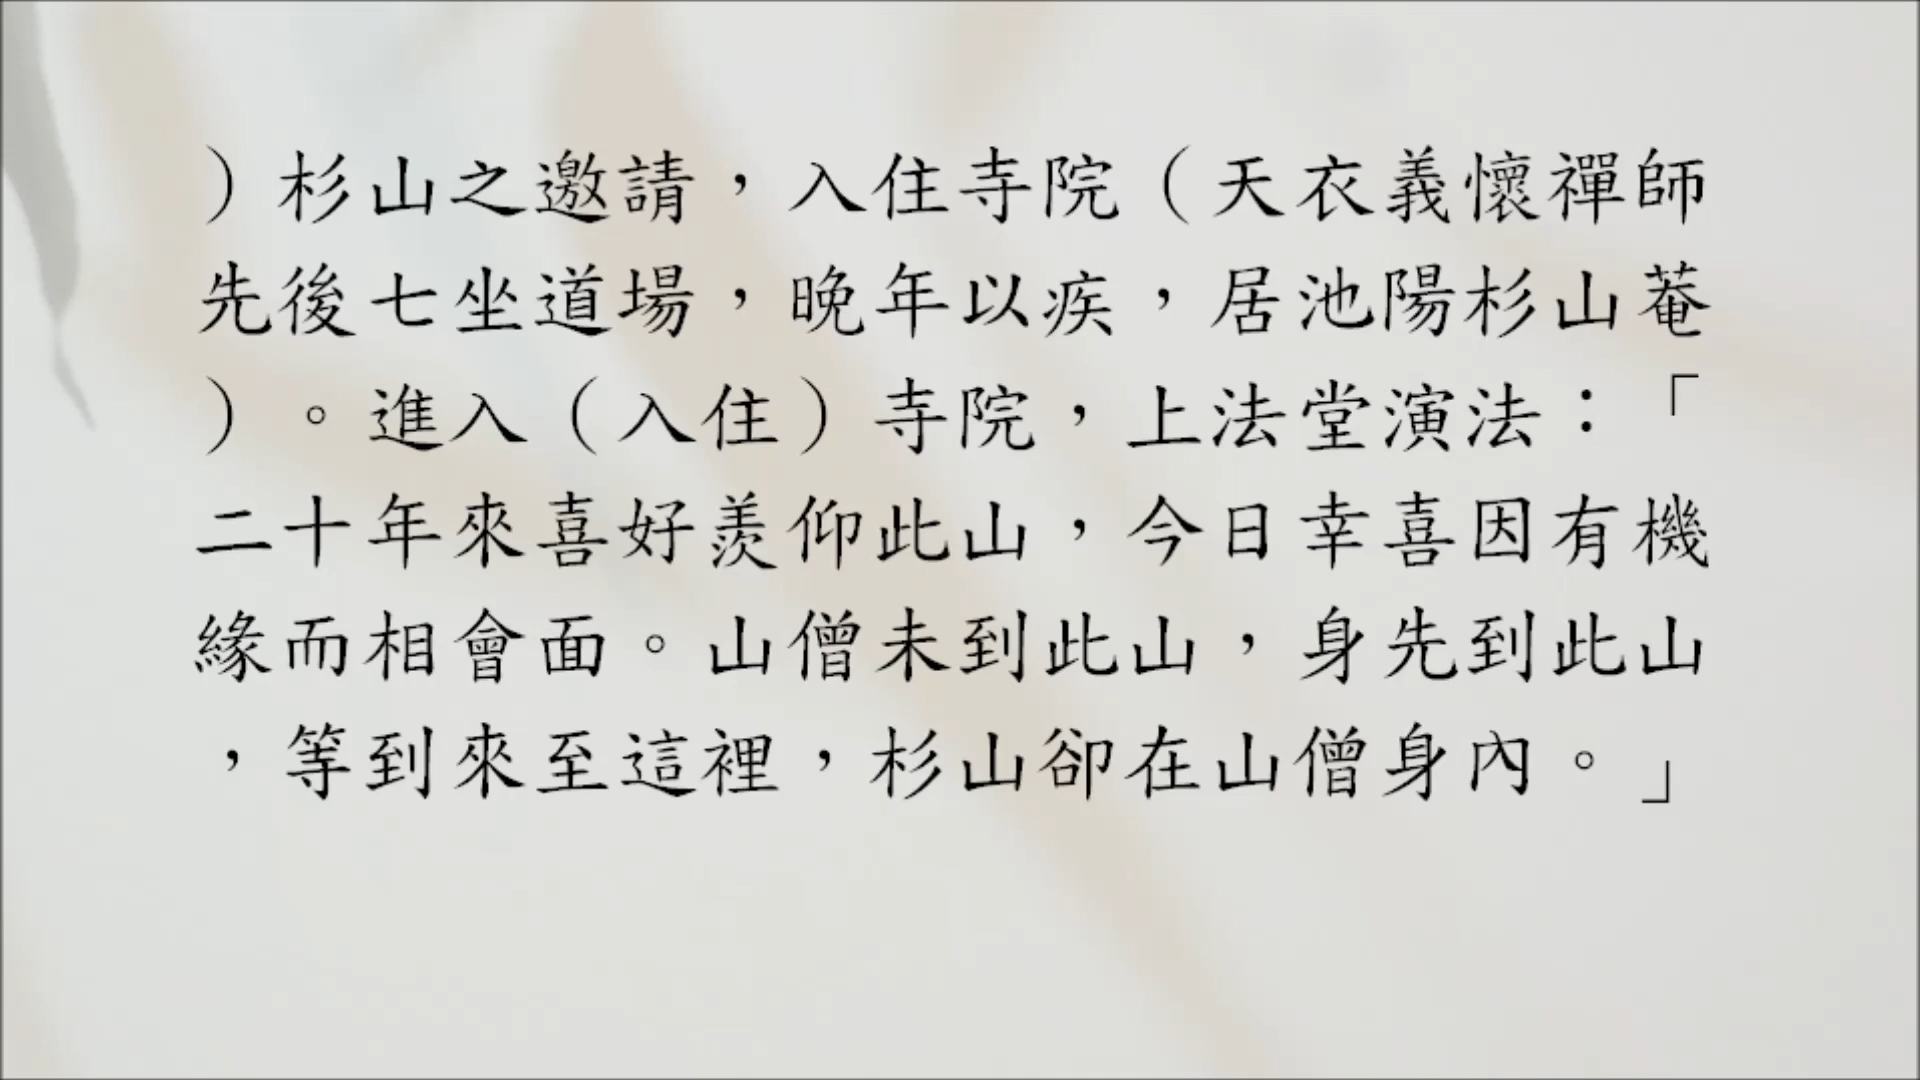 ）杉山之邀請，入住寺院（天衣義懷禪師
先後七坐道場，晚年以疾，居池陽杉山菴
）。進入（入住）寺院，上法堂演法：「
二十年來喜好羨仰此山，今日幸喜因有機
緣而相會面。山僧未到此山，身先到此山
，等到來至這裡，杉山卻在山僧身內。」